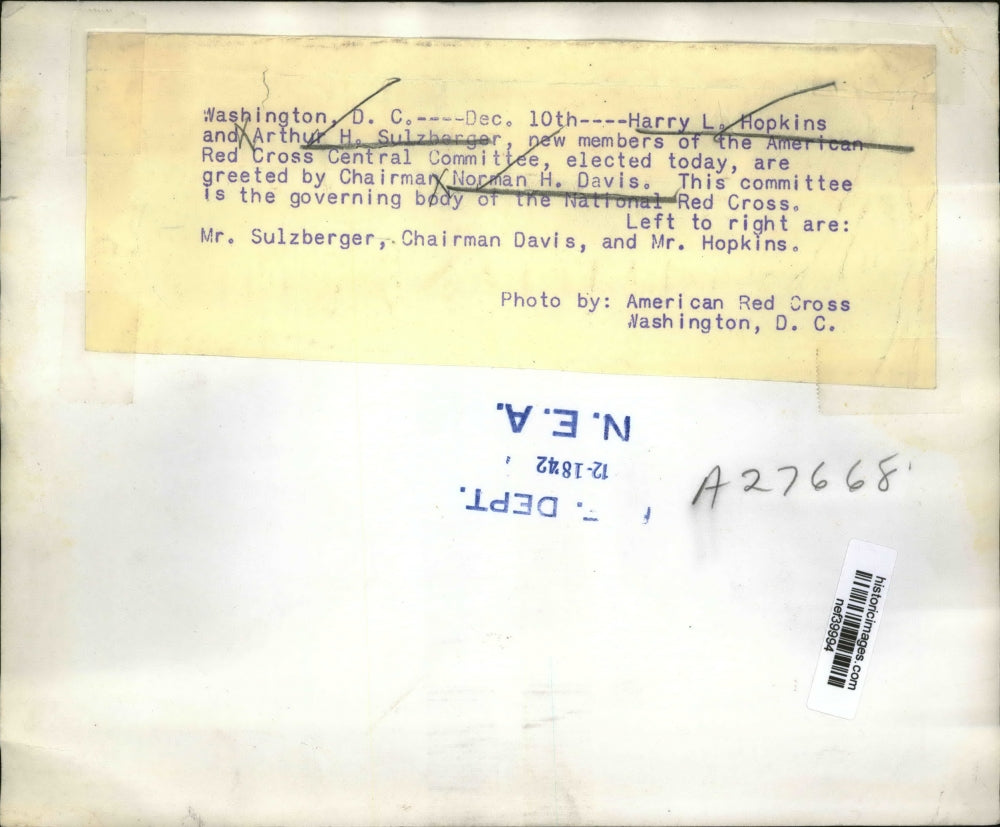 Washington, D. C.----Dec. 10th----Harry L. Hopkins
and Arthur H. Sulzberger, new members of the American
Red Cross Central Committee, elected today, are
greeted by Chairman Norman H. Davis. This committee
is the governing body of the National Red Cross.
Left to right are:
Mr. Sulzberger, Chairman Davis, and Mr. Hopkins.
Photo by: American Red Cross
Washington, D. C.
N.E.A.
12-1842
DEPT.
A27668
historicimages.com
nef39994